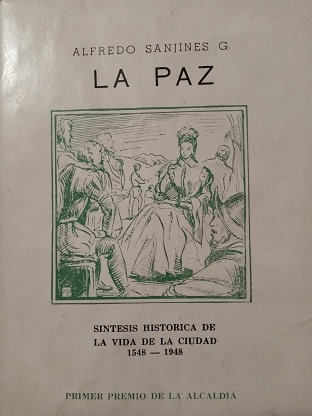 ALFREDO SANJINES G.
LA PAZ
SINTESIS HISTORICA DE
LA VIDA DE LA CIUDAD
1548 — 1948
PRIMER PREMIO DE LA ALCALDIA